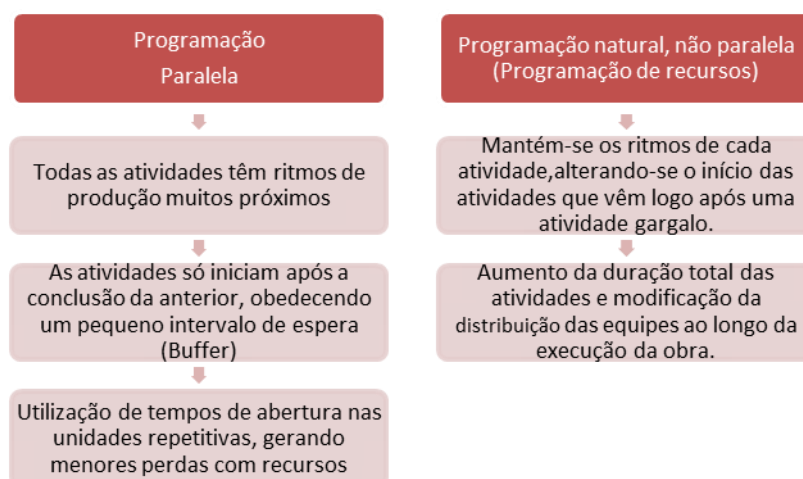 Programação
Paralela
Todas as atividades têm ritmos de
produção muitos próximos
As atividades só iniciam após a
conclusão da anterior, obedecendo
um pequeno intervalo de espera
(Buffer)
Utilização de tempos de abertura nas
unidades repetitivas, gerando
menores perdas com recursos
Programação natural, não paralela
(Programação de recursos)
Mantém-se os ritmos de cada
atividade,alterando-se o início das
atividades que vêm logo após uma
atividade gargalo.
Aumento da duração total das
atividades e modificação da
distribuição das equipes ao longo da
execução da obra.